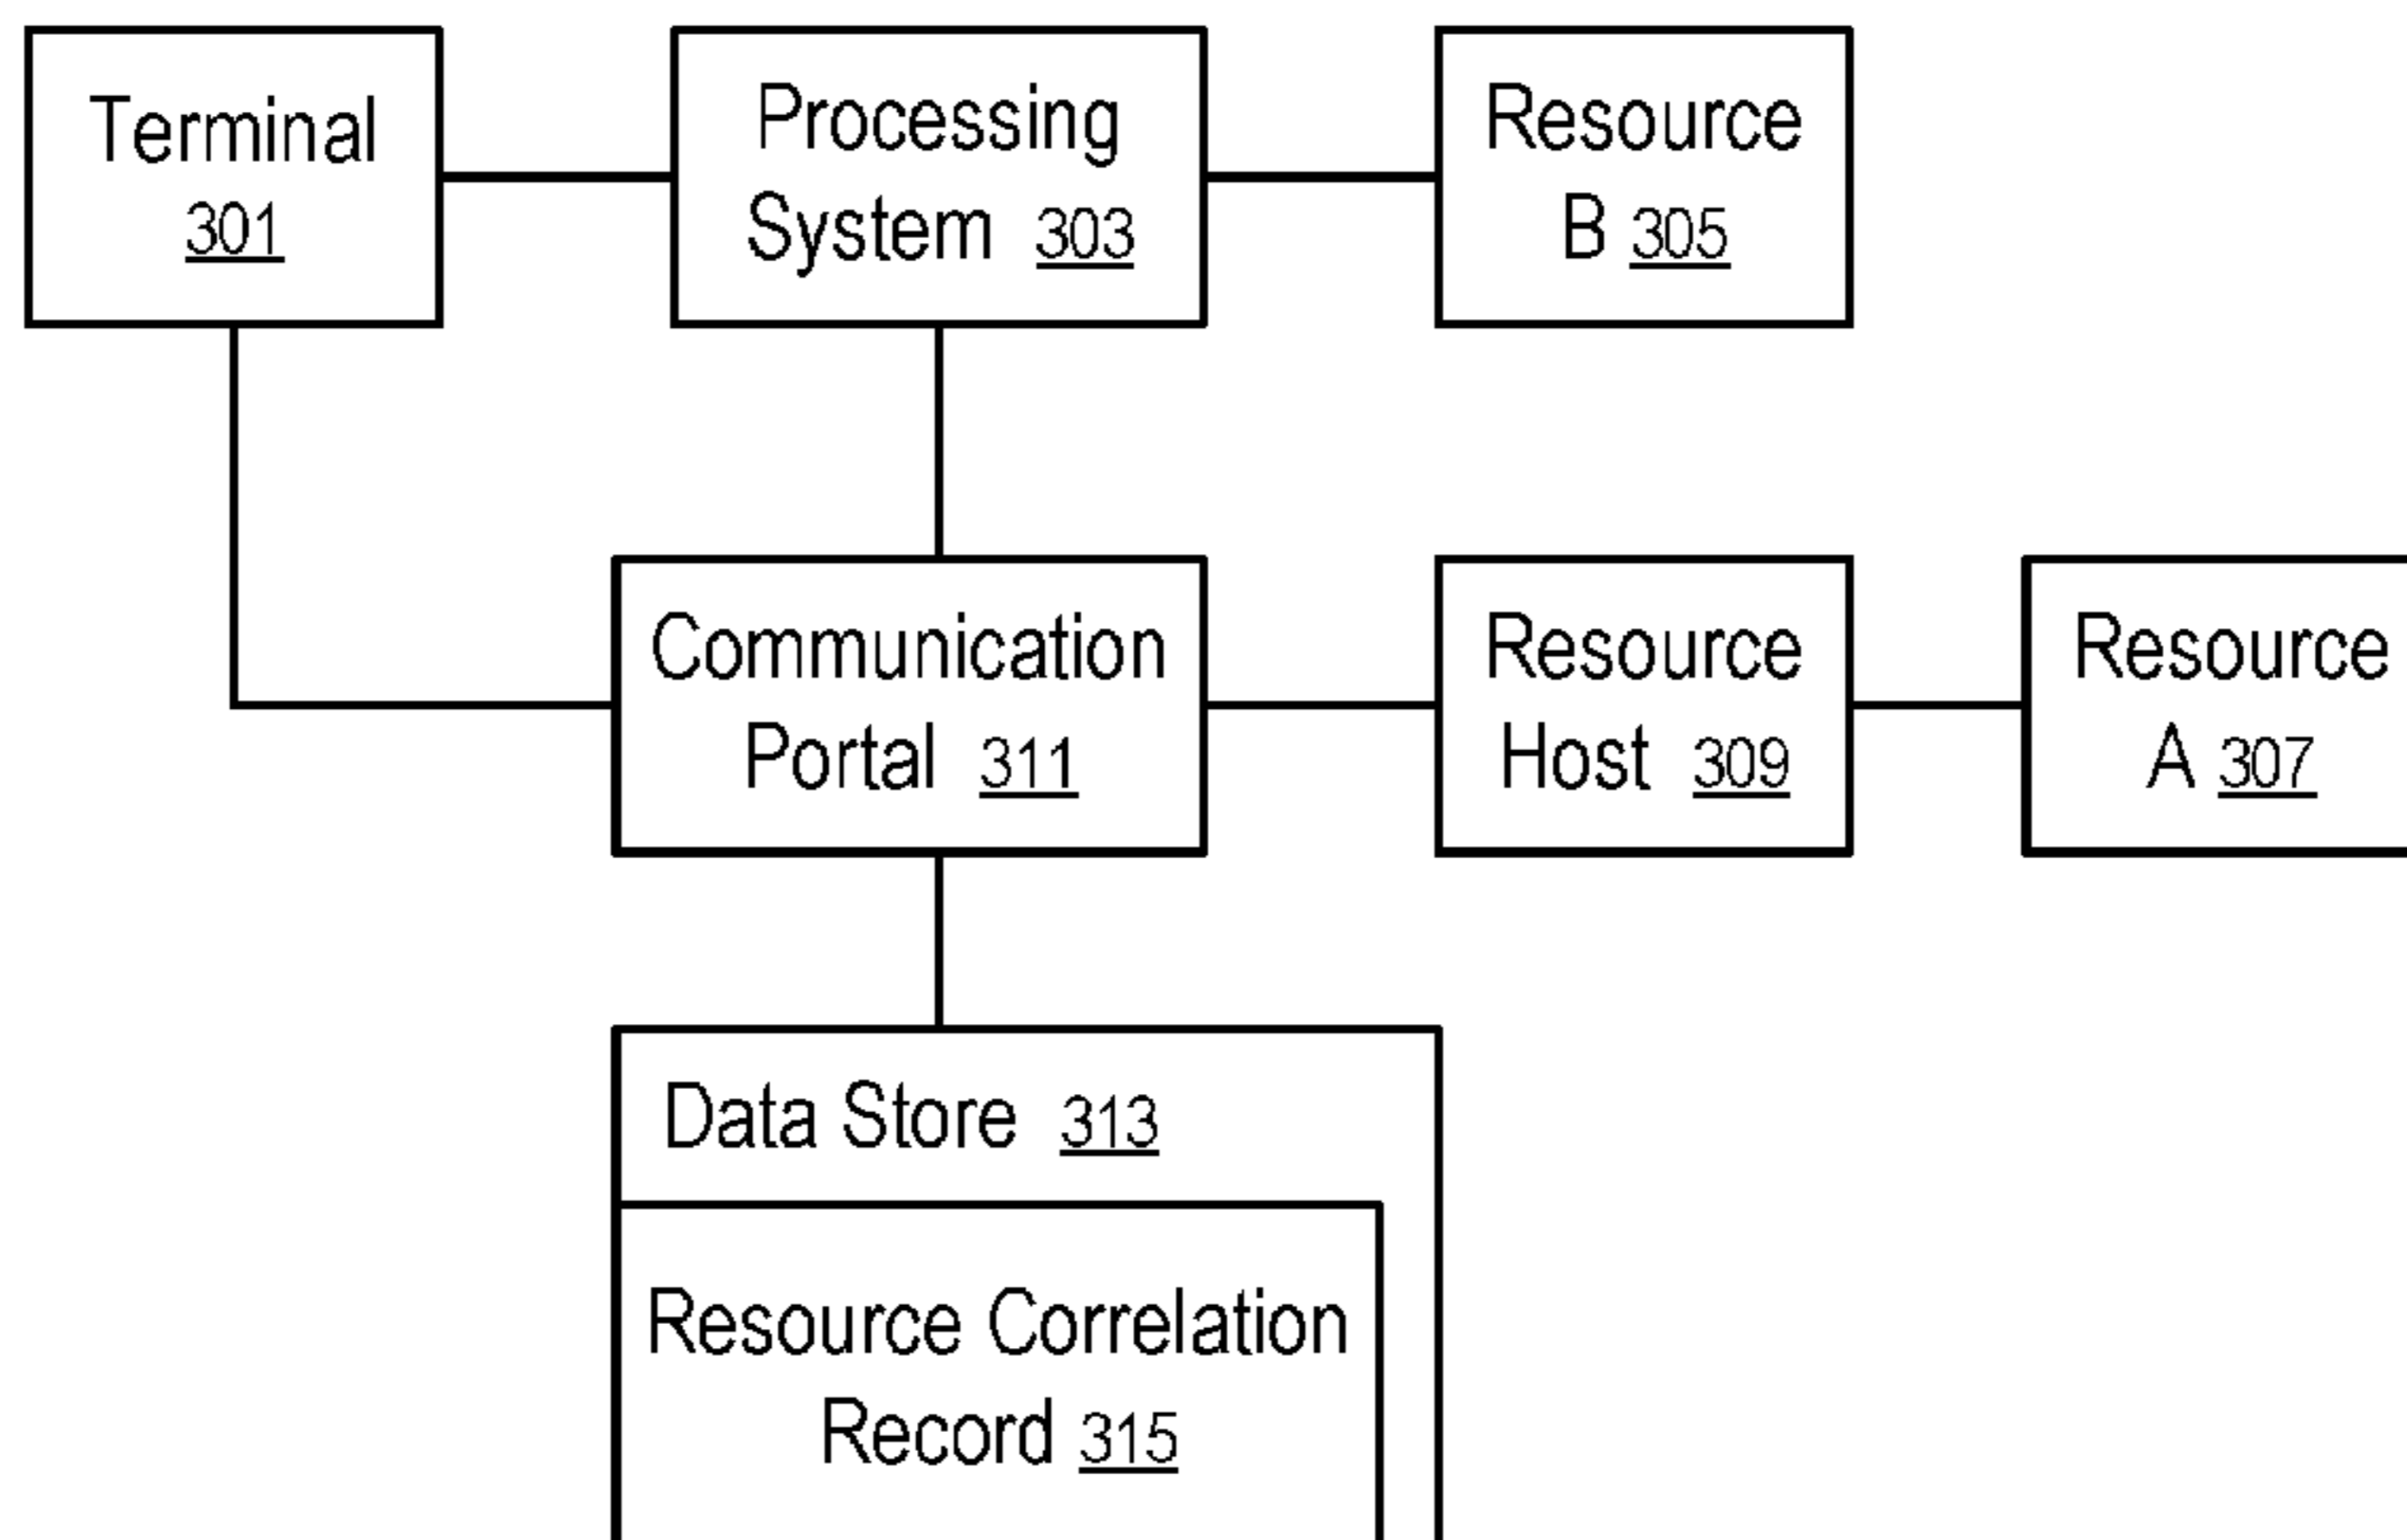 Terminal
301
Processing
System 303
Resource
B 305
Communication
Portal 311
Resource
Host 309
Resource
A 307
Data Store 313
Resource Correlation
Record 315